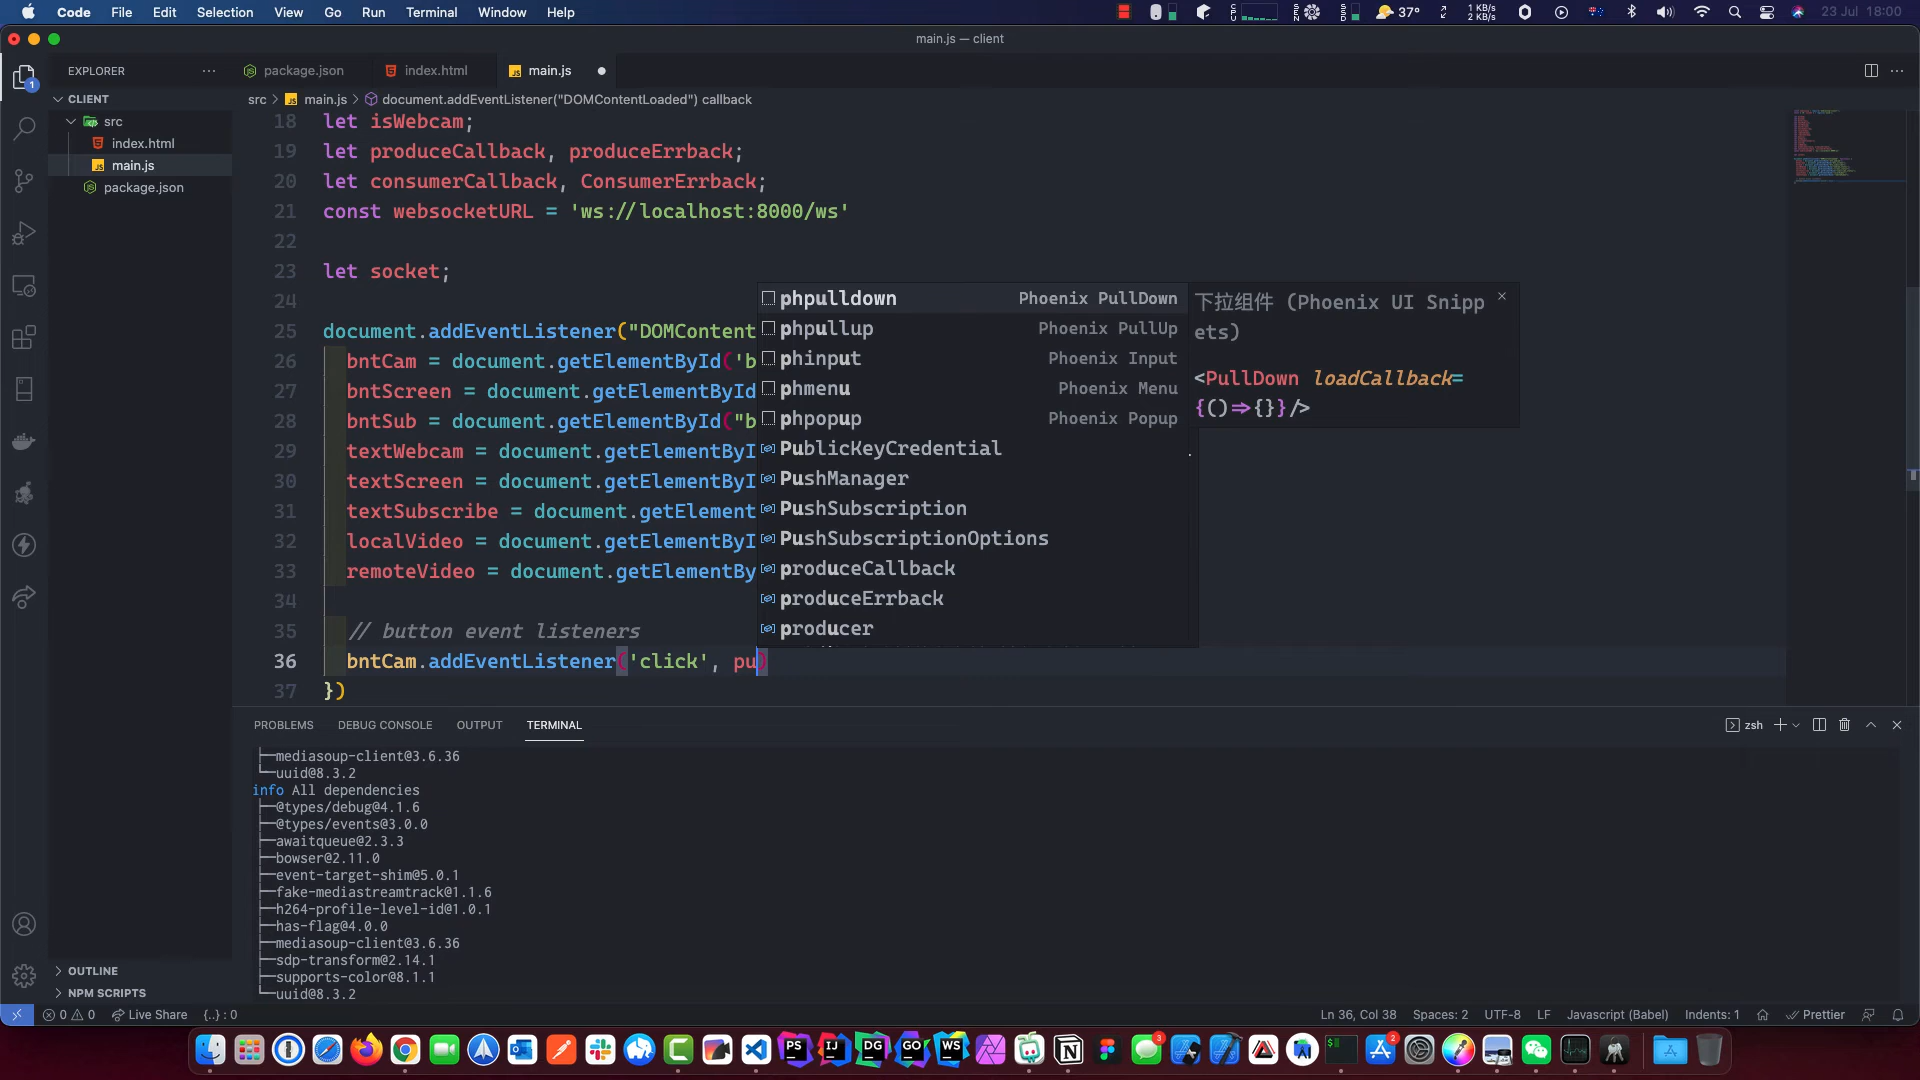 Code File Edit Selection View Go Run Terminal Window Help
37° 1 KB/s 2 KB/s 23 Jul 18:00
main.js — client
EXPLORER
package.json index.html main.js
CLIENT
src > main.js > document.addEventListener("DOMContentLoaded") callback
src
index.html
main.js
package.json
18 let isWebcam;
19 let produceCallback, produceErrback;
20 let consumerCallback, ConsumerErrback;
21 const websocketURL = 'ws://localhost:8000/ws'
22
23 let socket;
24
25 document.addEventListener("DOMContent
26 bntCam = document.getElementById('b
27 bntScreen = document.getElementById
28 bntSub = document.getElementById("b
29 textWebcam = document.getElementByI
30 textScreen = document.getElementByI
31 textSubscribe = document.getElement
32 localVideo = document.getElementByI
33 remoteVideo = document.getElementBy
34
35 // button event listeners
36 bntCam.addEventListener('click', pu)
37 })
phpulldown Phoenix PullDown
phpullup Phoenix PullUp
phinput Phoenix Input
phmenu Phoenix Menu
phpopup Phoenix Popup
PublicKeyCredential
PushManager
PushSubscription
PushSubscriptionOptions
produceCallback
produceErrback
producer
下拉组件 (Phoenix UI Snipp
ets)
<PullDown loadCallback=
{()=>{}}/>
PROBLEMS DEBUG CONSOLE OUTPUT TERMINAL
zsh
├─mediasoup-client@3.6.36
└─uuid@8.3.2
info All dependencies
├─@types/debug@4.1.6
├─@types/events@3.0.0
├─awaitqueue@2.3.3
├─bowser@2.11.0
├─event-target-shim@5.0.1
├─fake-mediastreamtrack@1.1.6
├─h264-profile-level-id@1.0.1
├─has-flag@4.0.0
├─mediasoup-client@3.6.36
├─sdp-transform@2.14.1
├─supports-color@8.1.1
└─uuid@8.3.2
OUTLINE
NPM SCRIPTS
0 0 Live Share {..} : 0
Ln 36, Col 38 Spaces: 2 UTF-8 LF Javascript (Babel) Indents: 1 Prettier
PS IJ DG GO WS 3 2